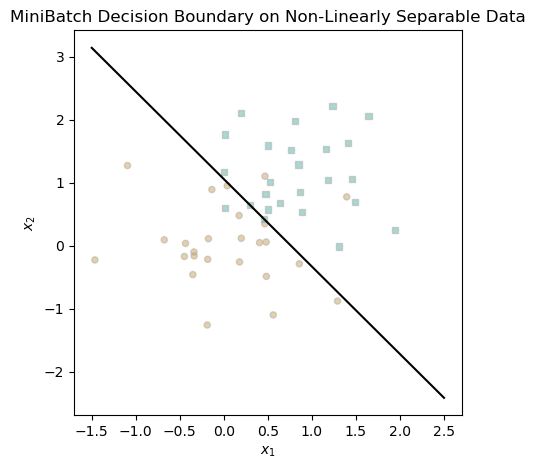 MiniBatch Decision Boundary on Non-Linearly Separable Data
3
2
1
0
−1
−2
x₂
−1.5 −1.0 −0.5 0.0 0.5 1.0 1.5 2.0 2.5
x₁